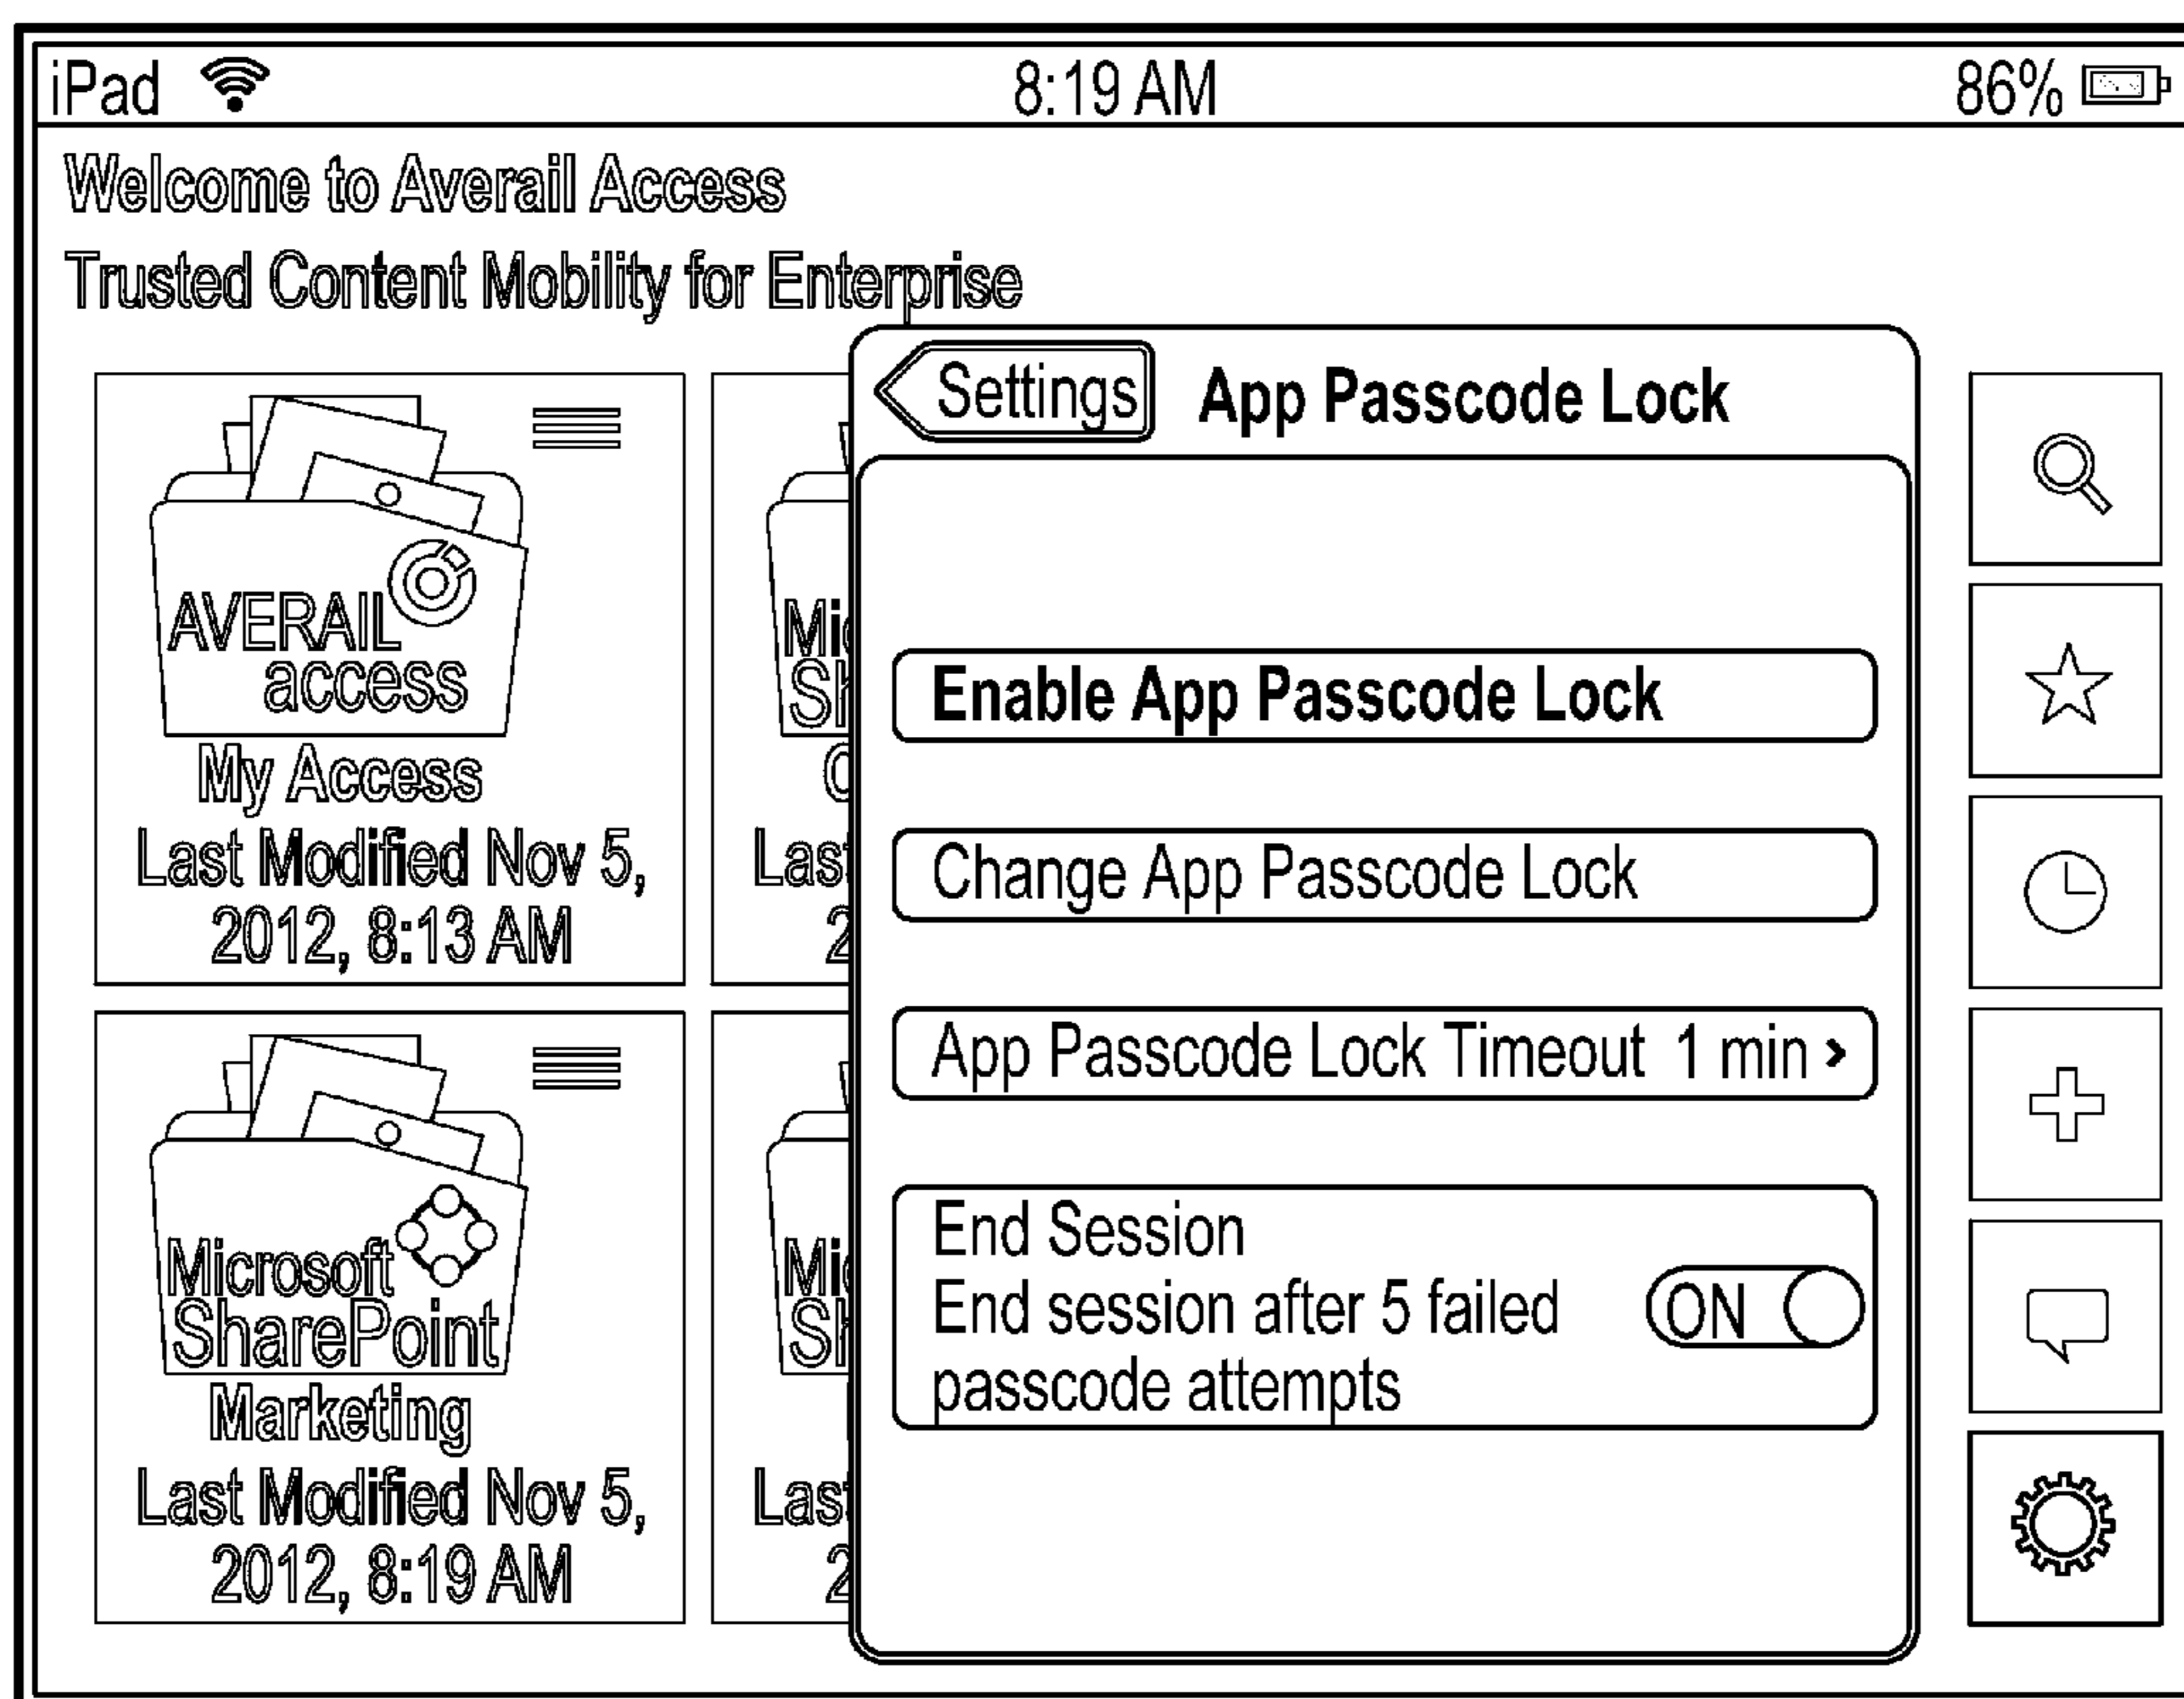 iPad 8:19 AM 86%
Welcome to Averail Access
Trusted Content Mobility for Enterprise
AVERAIL
access
My Access
Last Modified Nov 5,
2012, 8:13 AM
Microsoft
SharePoint
Marketing
Last Modified Nov 5,
2012, 8:19 AM
Settings App Passcode Lock
Enable App Passcode Lock
Change App Passcode Lock
App Passcode Lock Timeout 1 min >
End Session
End session after 5 failed ON
passcode attempts